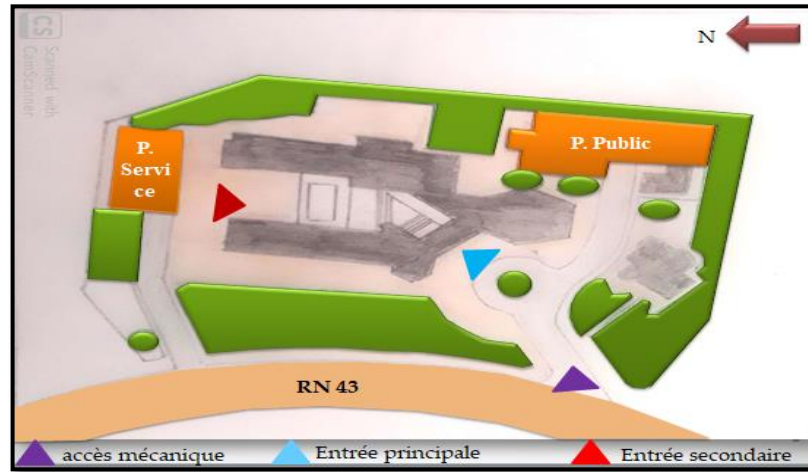 CS
Scanned with
CamScanner
N
P.
Servi
ce
P. Public
RN 43
accès mécanique
Entrée principale
Entrée secondaire